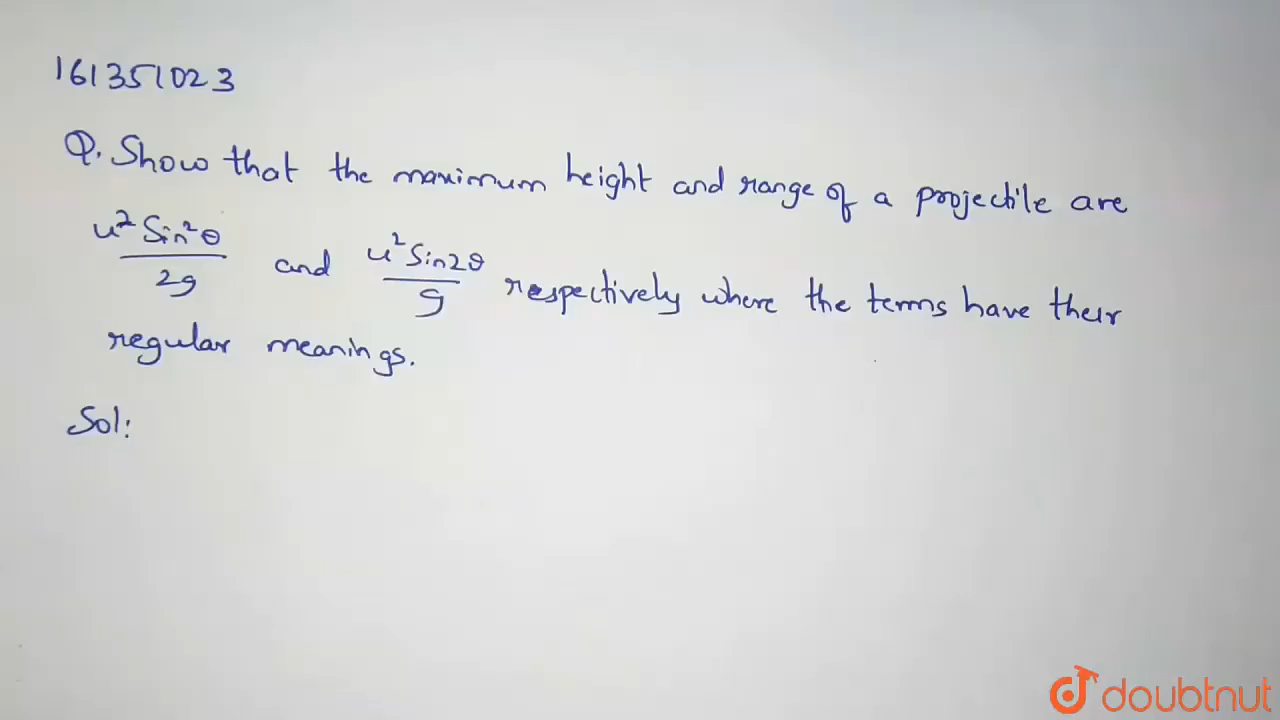 161351023
Q. Show that the maximum height and range of a projectile are
u² Sin²θ / 2g and u² Sin2θ / g respectively where the terms have their
regular meanings.
Sol:
doubtnut